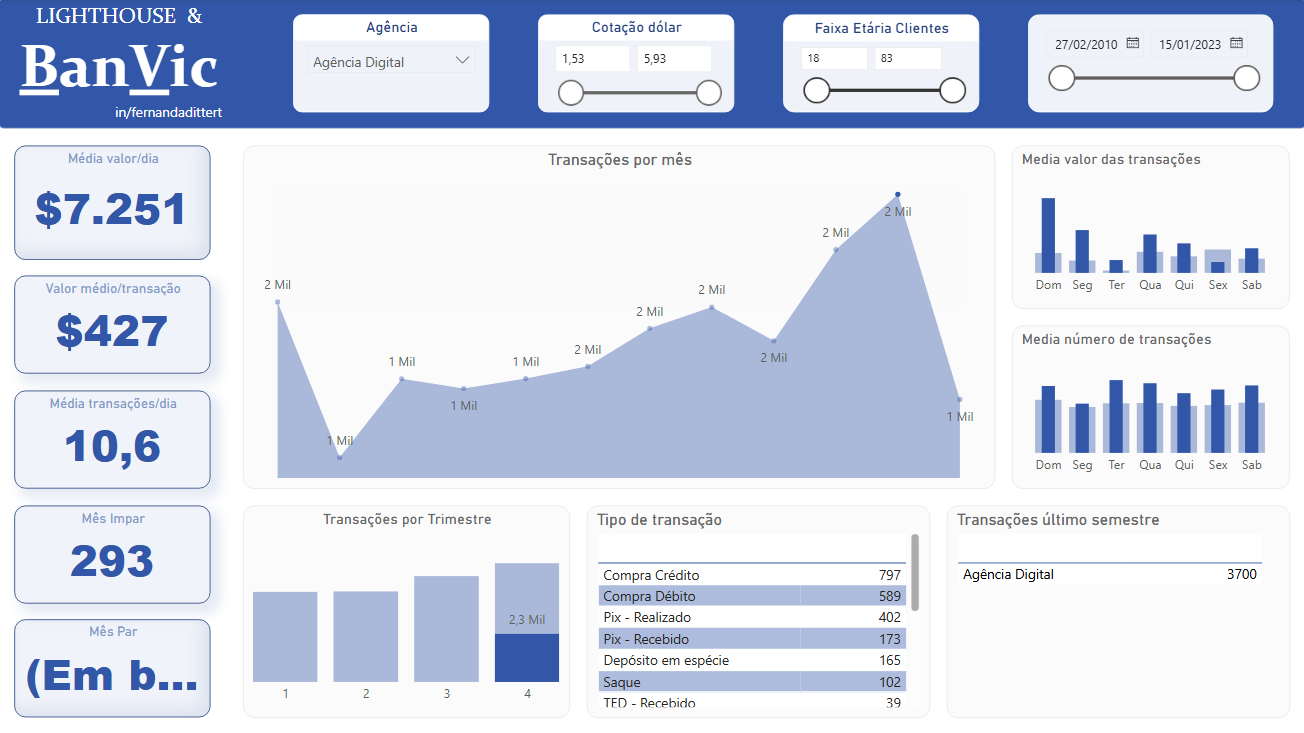 LIGHTHOUSE &
BanVic
in/fernandadittert
Agência
Agência Digital
Cotação dólar
1,53 5,93
Faixa Etária Clientes
18 83
27/02/2010 15/01/2023
Média valor/dia
$7.251
Valor médio/transação
$427
Média transações/dia
10,6
Mês Impar
293
Mês Par
(Em b...
Transações por mês
2 Mil
1 Mil
1 Mil
1 Mil
1 Mil
2 Mil
2 Mil
2 Mil
2 Mil
2 Mil
2 Mil
1 Mil
Media valor das transações
Dom Seg Ter Qua Qui Sex Sab
Media número de transações
Dom Seg Ter Qua Qui Sex Sab
Transações por Trimestre
2,3 Mil
1 2 3 4
Tipo de transação
Compra Crédito 797
Compra Débito 589
Pix - Realizado 402
Pix - Recebido 173
Depósito em espécie 165
Saque 102
TED - Recebido 39
Transações último semestre
Agência Digital 3700